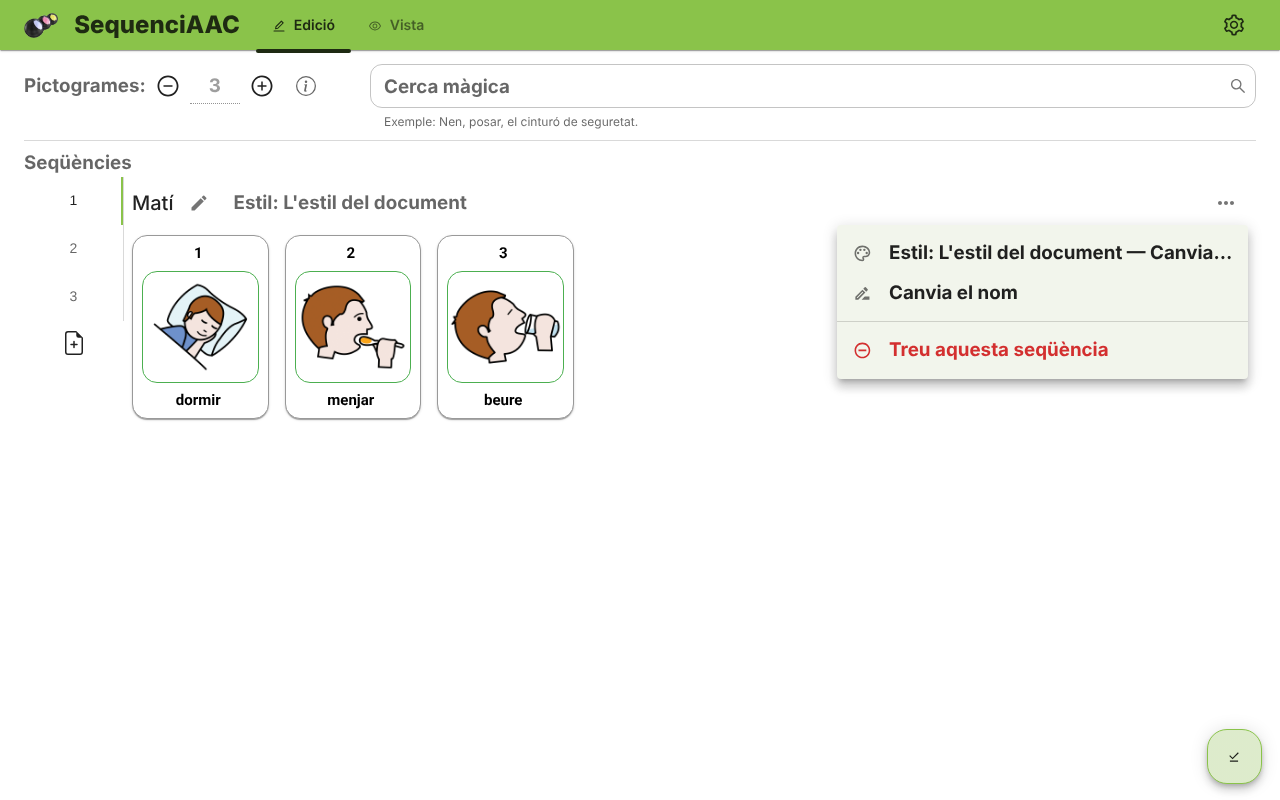 SequenciAAC
Edició
Vista
Pictogrames:
3
Cerca màgica
Exemple: Nen, posar, el cinturó de seguretat.
Seqüències
1
2
3
Matí
Estil: L'estil del document
1
2
3
dormir
menjar
beure
Estil: L'estil del document — Canvia...
Canvia el nom
Treu aquesta seqüència